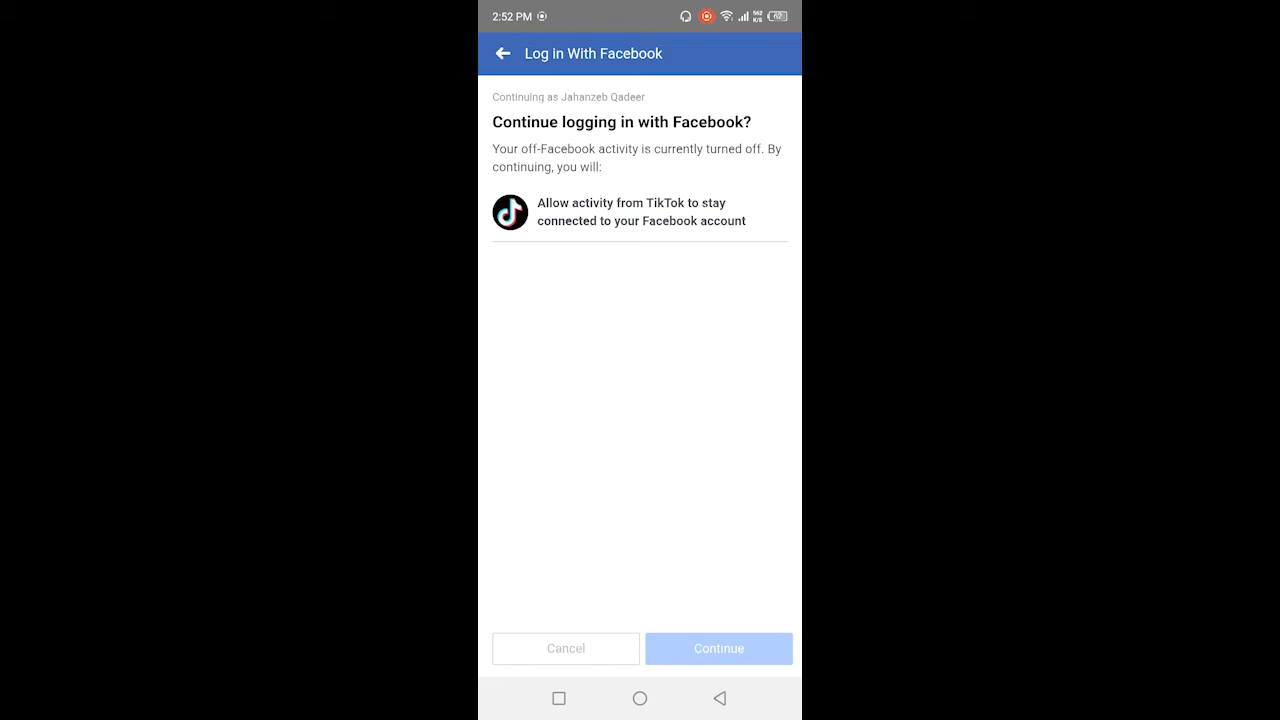 2:52 PM
Log in With Facebook
Continuing as Jahanzeb Qadeer
Continue logging in with Facebook?
Your off-Facebook activity is currently turned off. By
continuing, you will:
Allow activity from TikTok to stay
connected to your Facebook account
Cancel
Continue